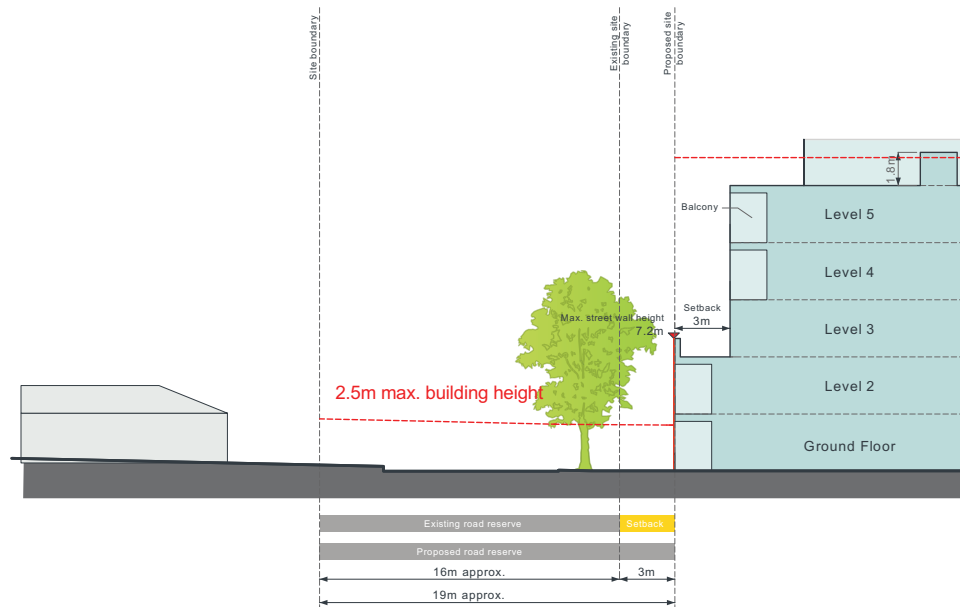 Site boundary
Existing site
boundary
Proposed site
boundary
1.8m
Balcony
Level 5
Level 4
Setback
3m
Level 3
Max. street wall height
7.2m
2.5m max. building height
Level 2
Ground Floor
Existing road reserve
Setback
Proposed road reserve
16m approx.
3m
19m approx.